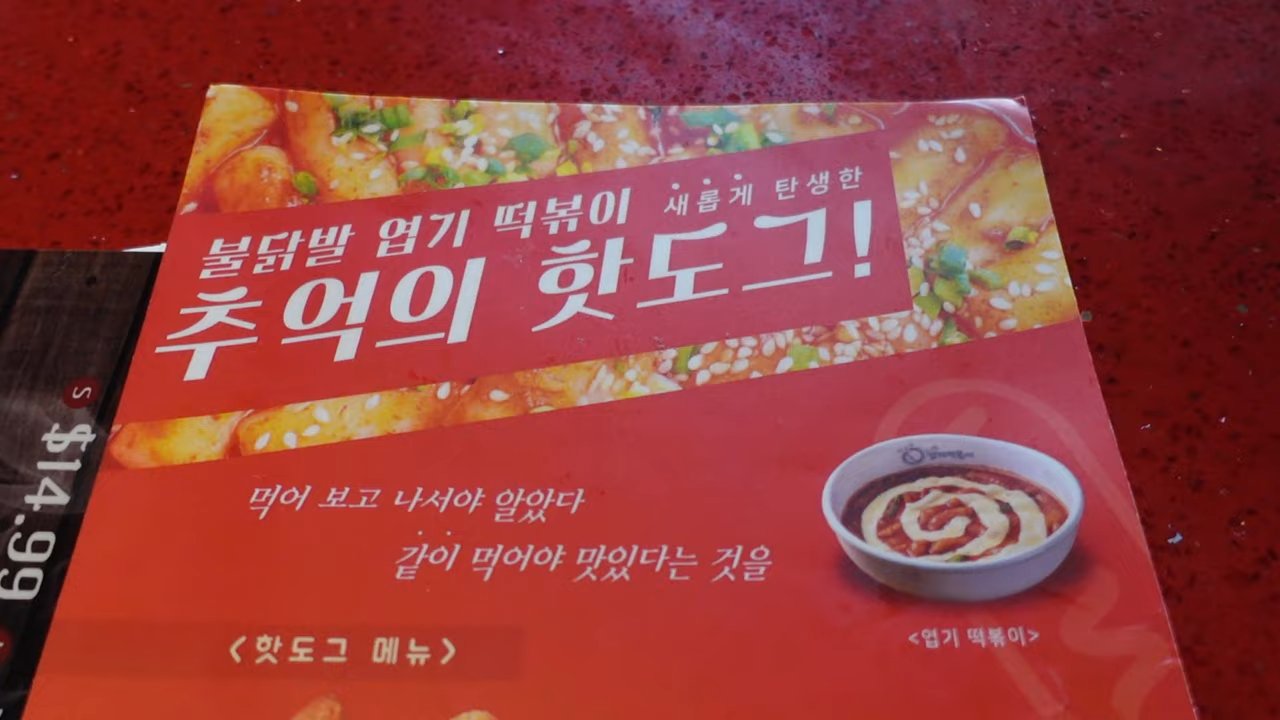 불닭발 엽기 떡볶이 새롭게 탄생한
추억의 핫도그!
먹어 보고 나서야 알았다
같이 먹어야 맛있다는 것을
<엽기 떡볶이>
<핫도그 메뉴>
S
$14.99